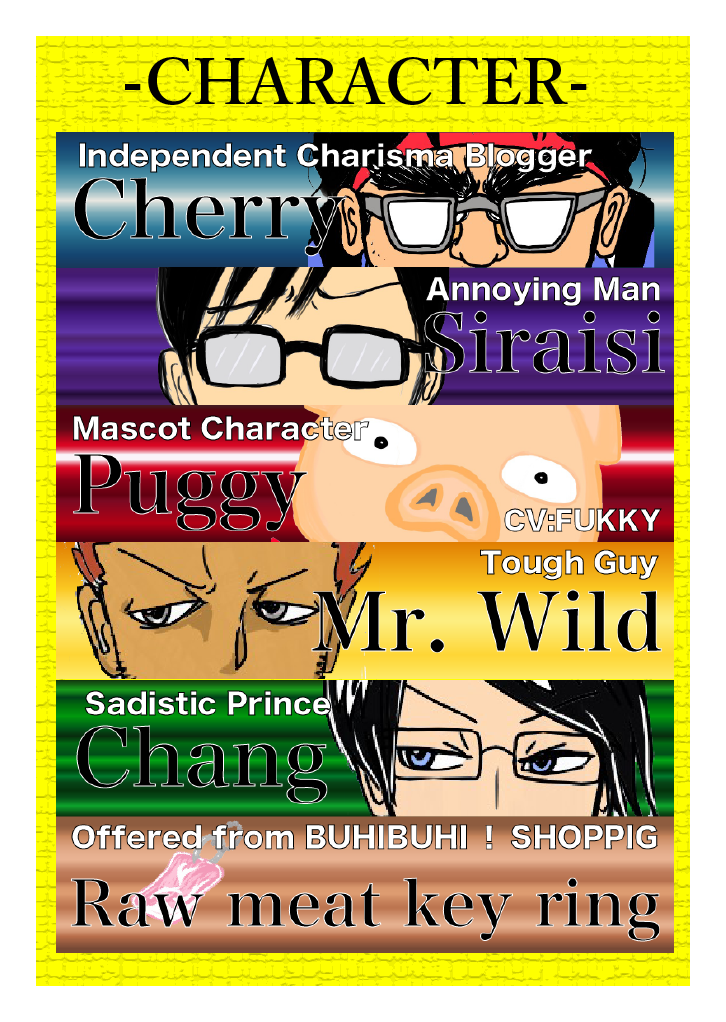 -CHARACTER-
Independent Charisma Blogger
Cherry
Annoying Man
Siraisi
Mascot Character
Puggy
CV:FUKKY
Tough Guy
Mr. Wild
Sadistic Prince
Chang
Offered from BUHIBUHI ! SHOPPIG
Raw meat key ring